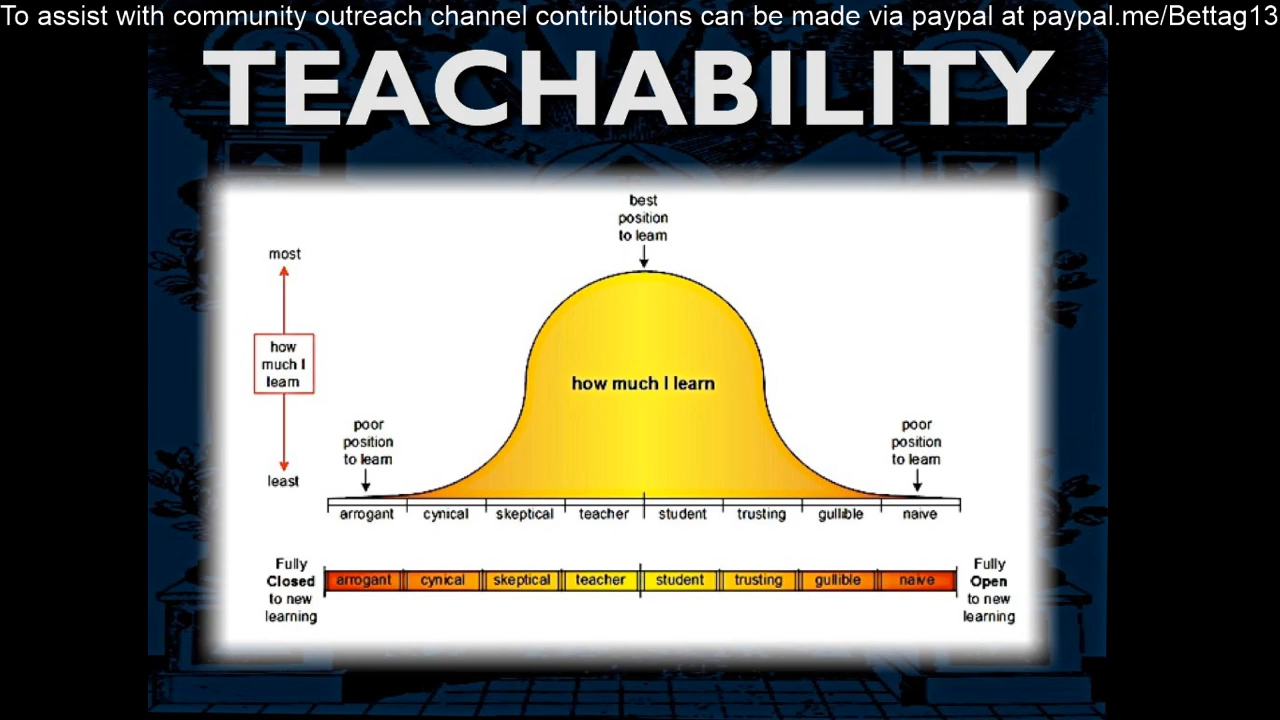 To assist with community outreach channel contributions can be made via paypal at paypal.me/Bettag13
TEACHABILITY
best
position
to learn
most
how
much I
learn
how much I learn
poor
position
to learn
poor
position
to learn
least
arrogant cynical skeptical teacher student trusting gullible naive
Fully
Closed
to new
learning
arrogant cynical skeptical teacher student trusting gullible naive
Fully
Open
to new
learning